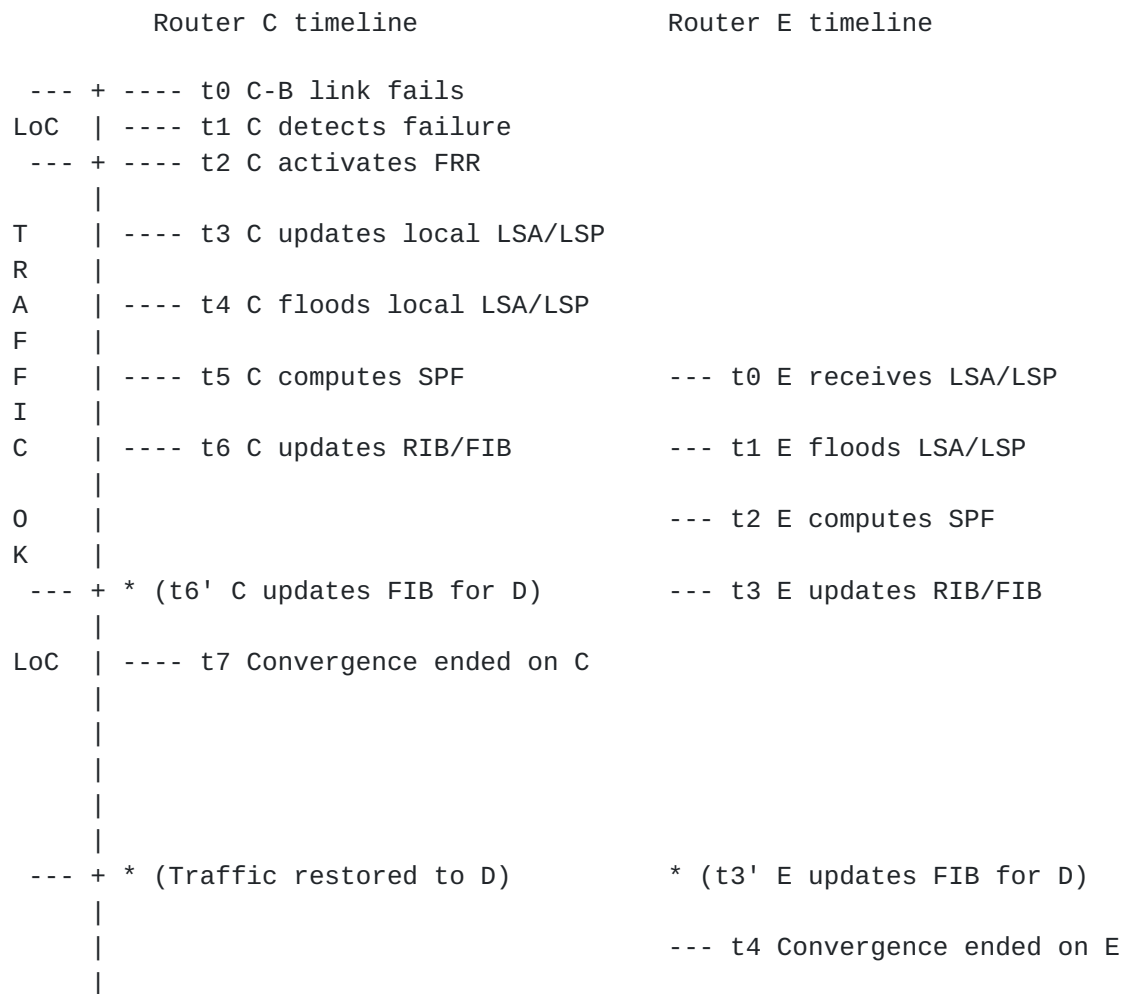 Router C timeline                Router E timeline

 --- + ---- t0 C-B link fails
LoC  | ---- t1 C detects failure
 --- + ---- t2 C activates FRR
     |
T    | ---- t3 C updates local LSA/LSP
R    |
A    | ---- t4 C floods local LSA/LSP
F    |
F    | ---- t5 C computes SPF             --- t0 E receives LSA/LSP
I    |
C    | ---- t6 C updates RIB/FIB          --- t1 E floods LSA/LSP
     |
O    |                                    --- t2 E computes SPF
K    |
 --- + * (t6' C updates FIB for D)        --- t3 E updates RIB/FIB
     |
LoC  | ---- t7 Convergence ended on C
     |
     |
     |
     |
     |
 --- + * (Traffic restored to D)          * (t3' E updates FIB for D)
     |
     |                                    --- t4 Convergence ended on E
     |